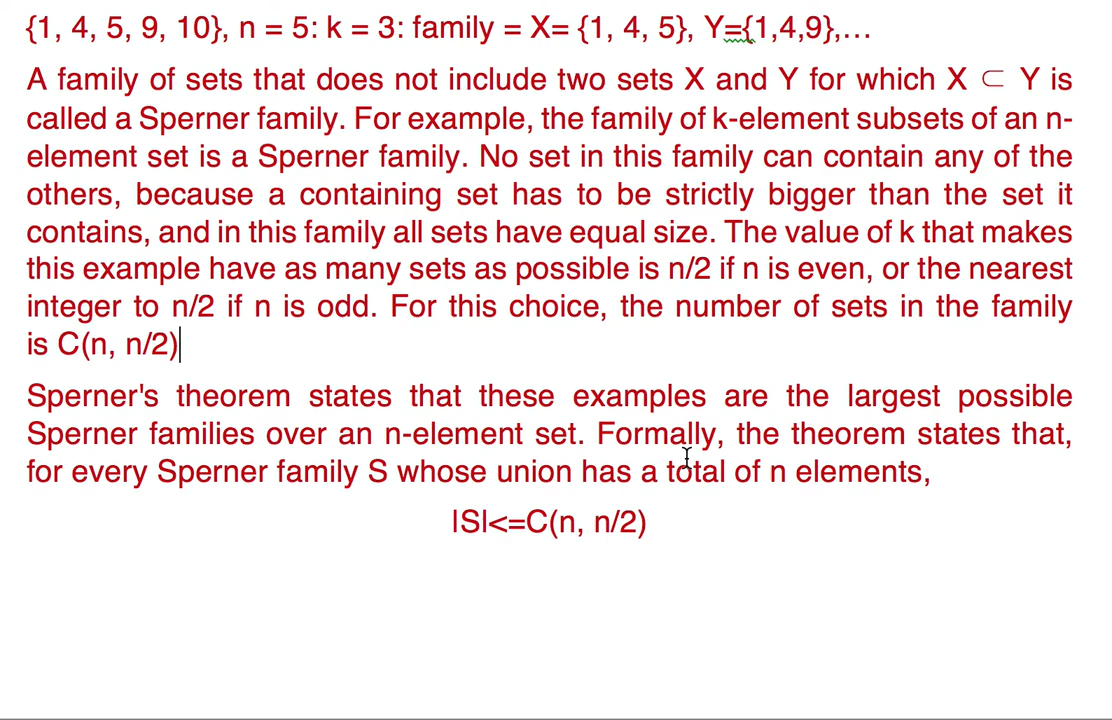 {1, 4, 5, 9, 10}, n = 5: k = 3: family = X= {1, 4, 5}, Y={1,4,9},…
A family of sets that does not include two sets X and Y for which X ⊂ Y is
called a Sperner family. For example, the family of k-element subsets of an n-
element set is a Sperner family. No set in this family can contain any of the
others, because a containing set has to be strictly bigger than the set it
contains, and in this family all sets have equal size. The value of k that makes
this example have as many sets as possible is n/2 if n is even, or the nearest
integer to n/2 if n is odd. For this choice, the number of sets in the family
is C(n, n/2)
Sperner's theorem states that these examples are the largest possible
Sperner families over an n-element set. Formally, the theorem states that,
for every Sperner family S whose union has a total of n elements,
|S|<=C(n, n/2)